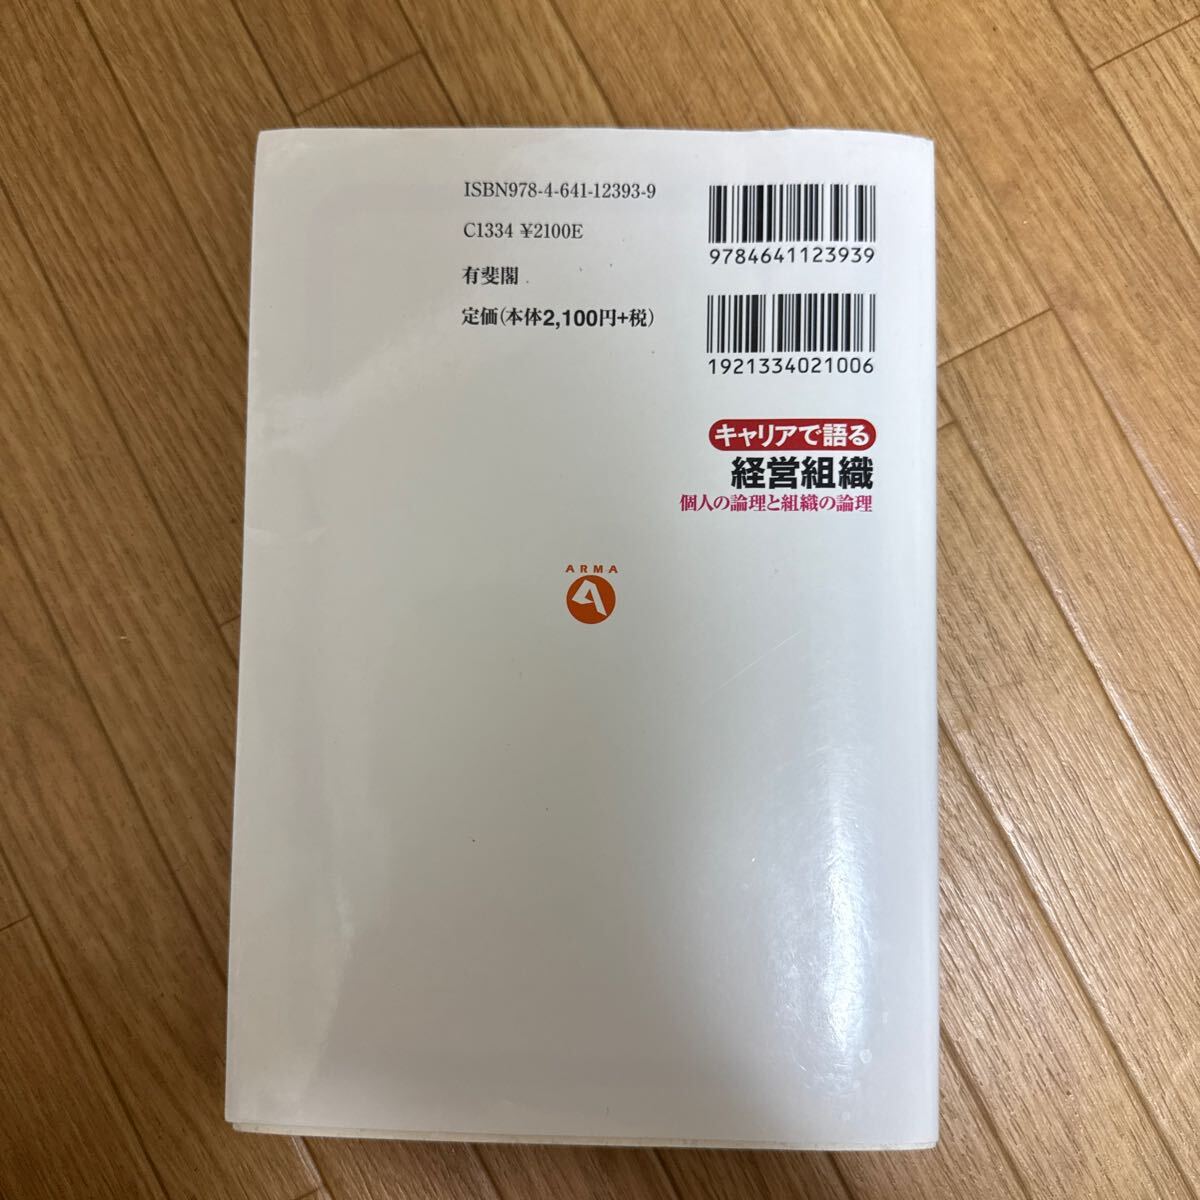 ISBN978-4-641-12393-9
C1334 ¥2100E
有斐閣
定価(本体2,100円+税)
9784641123939
1921334021006
キャリアで語る
経営組織
個人の論理と組織の論理
ARMA